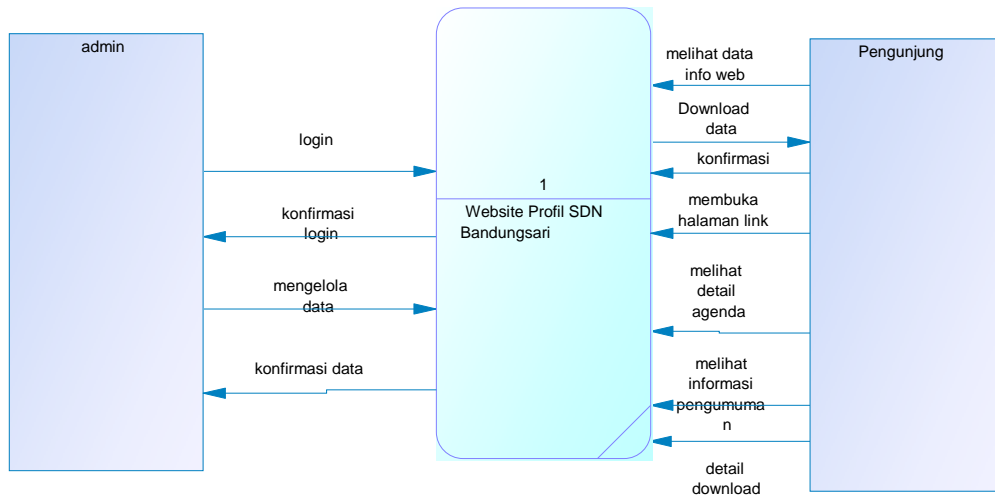 admin
login
konfirmasi
login
mengelola
data
konfirmasi data
1
Website Profil SDN
Bandungsari
Pengunjung
melihat data
info web
Download
data
konfirmasi
membuka
halaman link
melihat
detail
agenda
melihat
informasi
pengumuma
n
detail
download